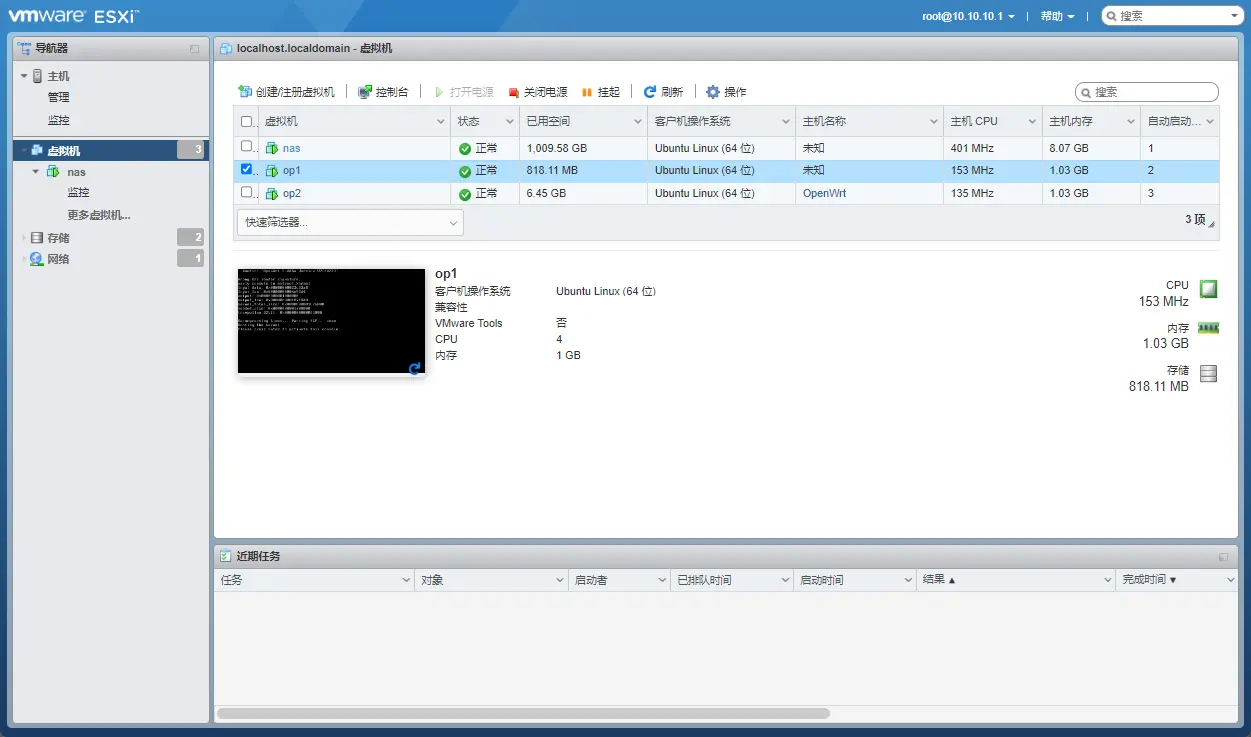 vmware ESXi™
root@10.10.10.1 | 帮助 | 搜索
导航器
主机
管理
监控
虚拟机 3
nas
监控
更多虚拟机...
存储 2
网络 1
localhost.localdomain - 虚拟机
创建/注册虚拟机 | 控制台 | 打开电源 关闭电源 挂起 | 刷新 | 操作 搜索
虚拟机 状态 已用空间 客户机操作系统 主机名称 主机 CPU 主机内存 自动启动...
nas 正常 1,009.58 GB Ubuntu Linux (64 位) 未知 401 MHz 8.07 GB 1
op1 正常 818.11 MB Ubuntu Linux (64 位) 未知 153 MHz 1.03 GB 2
op2 正常 6.45 GB Ubuntu Linux (64 位) OpenWrt 135 MHz 1.03 GB 3
快速筛选器... 3 项
op1
客户机操作系统 Ubuntu Linux (64 位)
兼容性
VMware Tools 否
CPU 4
内存 1 GB
CPU
153 MHz
内存
1.03 GB
存储
818.11 MB
近期任务
任务 对象 启动者 已排队时间 启动时间 结果 ▲ 完成时间 ▼